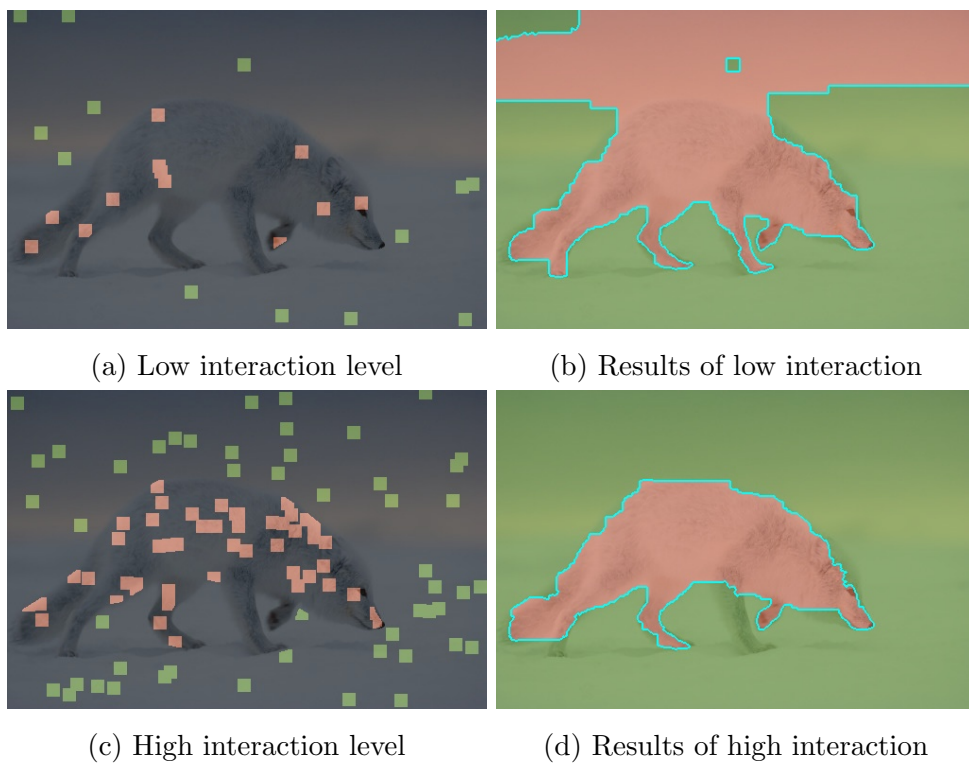 (a) Low interaction level
(b) Results of low interaction
(c) High interaction level
(d) Results of high interaction